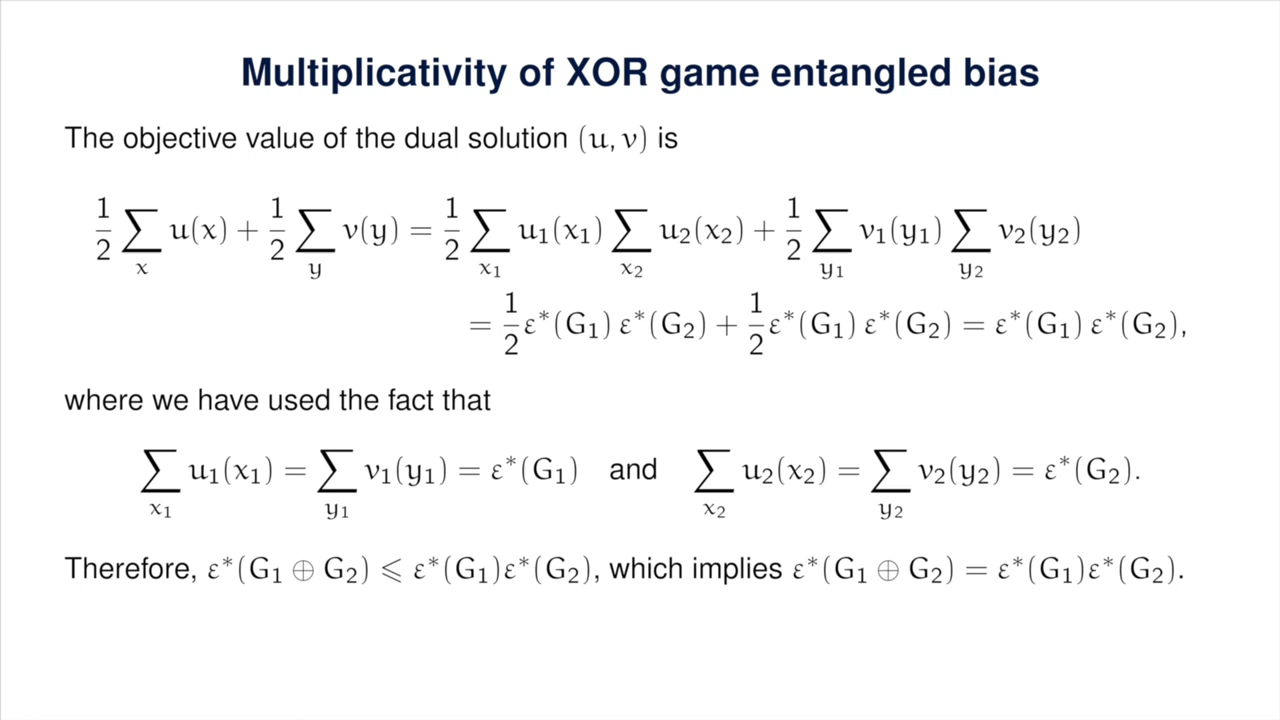 Multiplicativity of XOR game entangled bias
The objective value of the dual solution (u, v) is
1/2 ∑_x u(x) + 1/2 ∑_y v(y) = 1/2 ∑_{x₁} u₁(x₁) ∑_{x₂} u₂(x₂) + 1/2 ∑_{y₁} v₁(y₁) ∑_{y₂} v₂(y₂)
= 1/2 ε*(G₁) ε*(G₂) + 1/2 ε*(G₁) ε*(G₂) = ε*(G₁) ε*(G₂),
where we have used the fact that
∑_{x₁} u₁(x₁) = ∑_{y₁} v₁(y₁) = ε*(G₁) and ∑_{x₂} u₂(x₂) = ∑_{y₂} v₂(y₂) = ε*(G₂).
Therefore, ε*(G₁ ⊕ G₂) ⩽ ε*(G₁)ε*(G₂), which implies ε*(G₁ ⊕ G₂) = ε*(G₁)ε*(G₂).